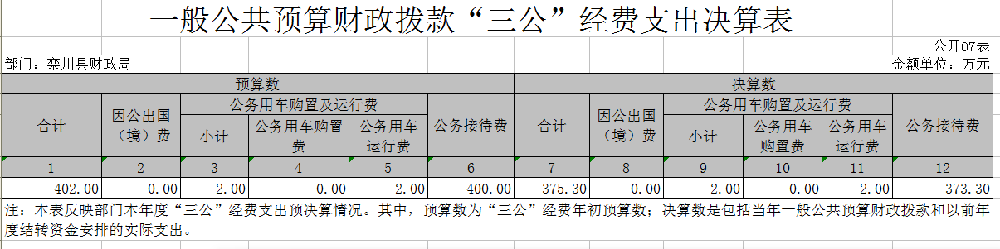 一般公共预算财政拨款“三公”经费支出决算表
公开07表
部门：栾川县财政局 金额单位：万元
预算数 决算数
合计 因公出国（境）费 公务用车购置及运行费 公务接待费 合计 因公出国（境）费 公务用车购置及运行费 公务接待费
小计 公务用车购置费 公务用车运行费 小计 公务用车购置费 公务用车运行费
1 2 3 4 5 6 7 8 9 10 11 12
402.00 0.00 2.00 0.00 2.00 400.00 375.30 0.00 2.00 0.00 2.00 373.30
注：本表反映部门本年度“三公”经费支出预决算情况。其中，预算数为“三公”经费年初预算数；决算数是包括当年一般公共预算财政拨款和以前年
度结转资金安排的实际支出。